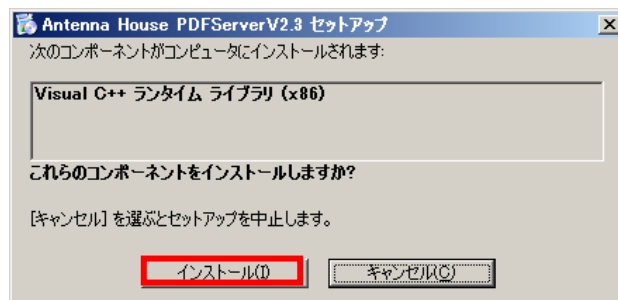 Antenna House PDFServerV2.3 セットアップ
次のコンポーネントがコンピュータにインストールされます:
Visual C++ ランタイム ライブラリ (x86)
これらのコンポーネントをインストールしますか?
[キャンセル] を選ぶとセットアップを中止します。
インストール(I) キャンセル(C)